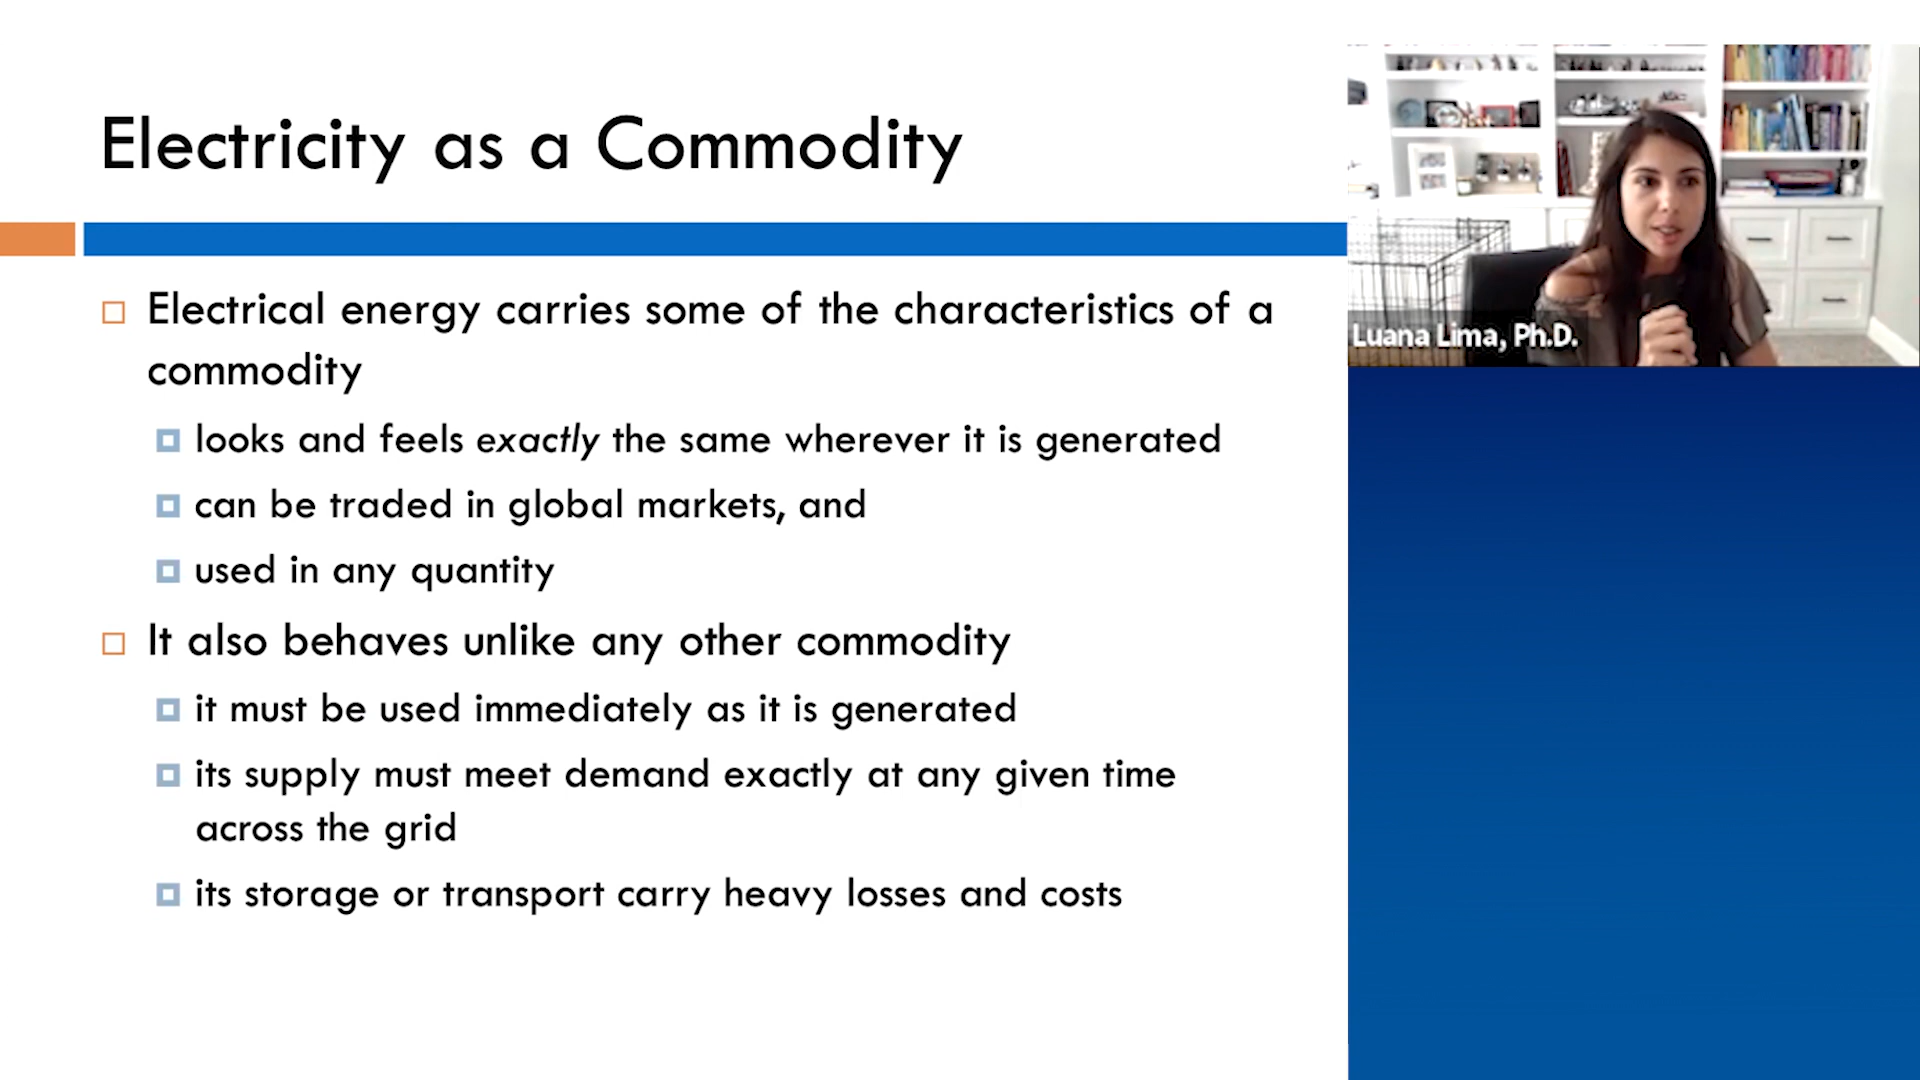 Electricity as a Commodity
Electrical energy carries some of the characteristics of a
commodity
looks and feels exactly the same wherever it is generated
can be traded in global markets, and
used in any quantity
It also behaves unlike any other commodity
it must be used immediately as it is generated
its supply must meet demand exactly at any given time
across the grid
its storage or transport carry heavy losses and costs
Luana Lima, Ph.D.